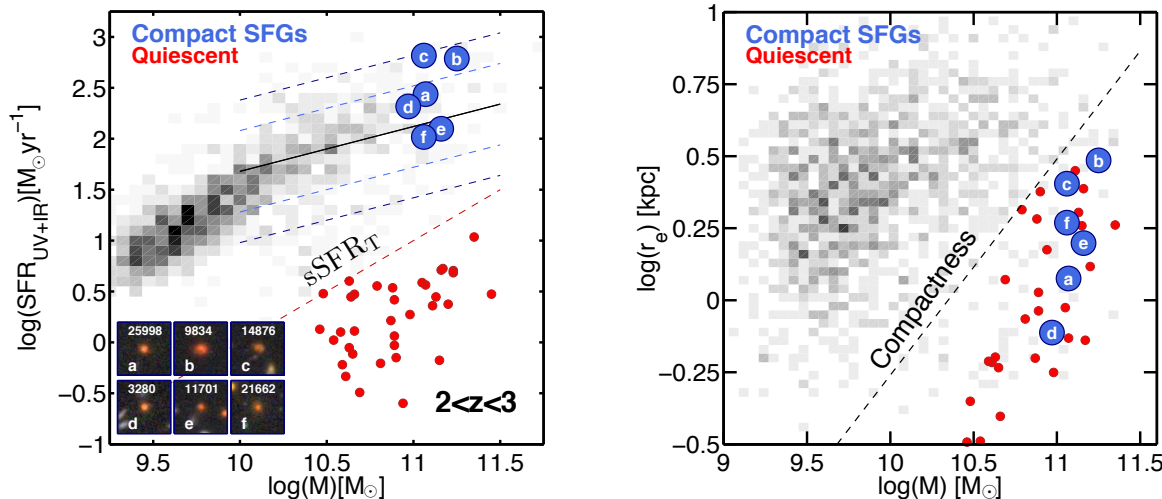 Compact SFGs
Quiescent
log(SFR_{UV+IR})[M_⊙ yr^{-1}]
3
2.5
2
1.5
1
0.5
0
-0.5
-1
c
b
a
d
e
f
sSFR_T
25998
9834
14876
a
b
c
3280
11701
21662
d
e
f
2<z<3
9.5
10
10.5
11
11.5
log(M)[M_⊙]
Compact SFGs
Quiescent
log(r_e) [kpc]
1
0.75
0.5
0.25
0
-0.25
-0.5
Compactness
b
c
f
e
a
d
9
9.5
10
10.5
11
11.5
log(M) [M_⊙]